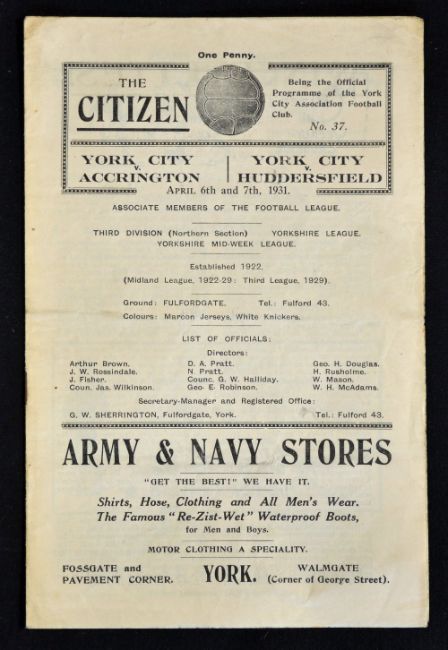 One Penny.
THE
CITIZEN
Being the Official
Programme of the York
City Association Football
Club.
No. 37.
YORK CITY
v.
ACCRINGTON
YORK CITY
v.
HUDDERSFIELD
APRIL 6th and 7th, 1931.
ASSOCIATE MEMBERS OF THE FOOTBALL LEAGUE.
THIRD DIVISION (Northern Section) YORKSHIRE LEAGUE.
YORKSHIRE MID-WEEK LEAGUE.
Established 1922.
(Midland League, 1922-29: Third League, 1929).
Ground: FULFORDGATE. Tel.: Fulford 43.
Colours: Maroon Jerseys, White Knickers.
LIST OF OFFICIALS:
Directors:
Arthur Brown. D. A. Pratt. Geo. H. Douglas.
J. W. Rossindale. N. Pratt. H. Rusholme.
J. Fisher. Counc. G. W. Halliday. W. Mason.
Coun. Jas. Wilkinson. Geo. E. Robinson. W. H. McAdams.
Secretary-Manager and Registered Office:
G. W. SHERRINGTON, Fulfordgate, York. Tel.: Fulford 43.
ARMY & NAVY STORES
"GET THE BEST!" WE HAVE IT.
Shirts, Hose, Clothing and All Men's Wear.
The Famous "Re-Zist-Wet" Waterproof Boots,
for Men and Boys.
MOTOR CLOTHING A SPECIALITY.
FOSSGATE and
PAVEMENT CORNER.
YORK.
WALMGATE
(Corner of George Street).